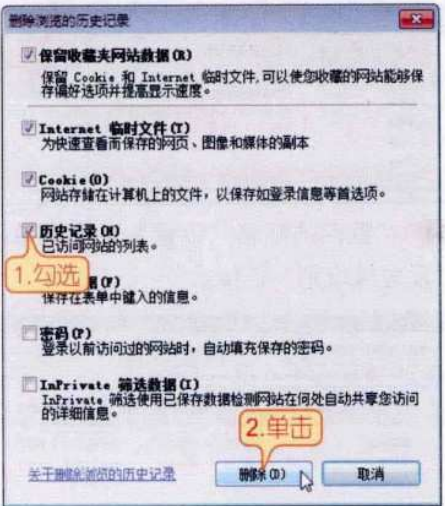 删除浏览的历史记录
保留收藏夹网站数据(R)
保留 Cookie 和 Internet 临时文件,可以使您收藏的网站能够保
存偏好选项并提高显示速度。
Internet 临时文件(T)
为快速查看而保存的网页、图像和媒体的副本
Cookie(O)
网站存储在计算机上的文件，以保存如登录信息等首选项。
历史记录(H)
已访问网站的列表。
1.勾选
据(F)
保存在表单中键入的信息。
密码(P)
登录以前访问过的网站时，自动填充保存的密码。
InPrivate 筛选数据(I)
InPrivate 筛选使用已保存数据检测网站在何处自动共享您访问
的详细信息。
2.单击
关于删除浏览的历史记录
删除(D)
取消